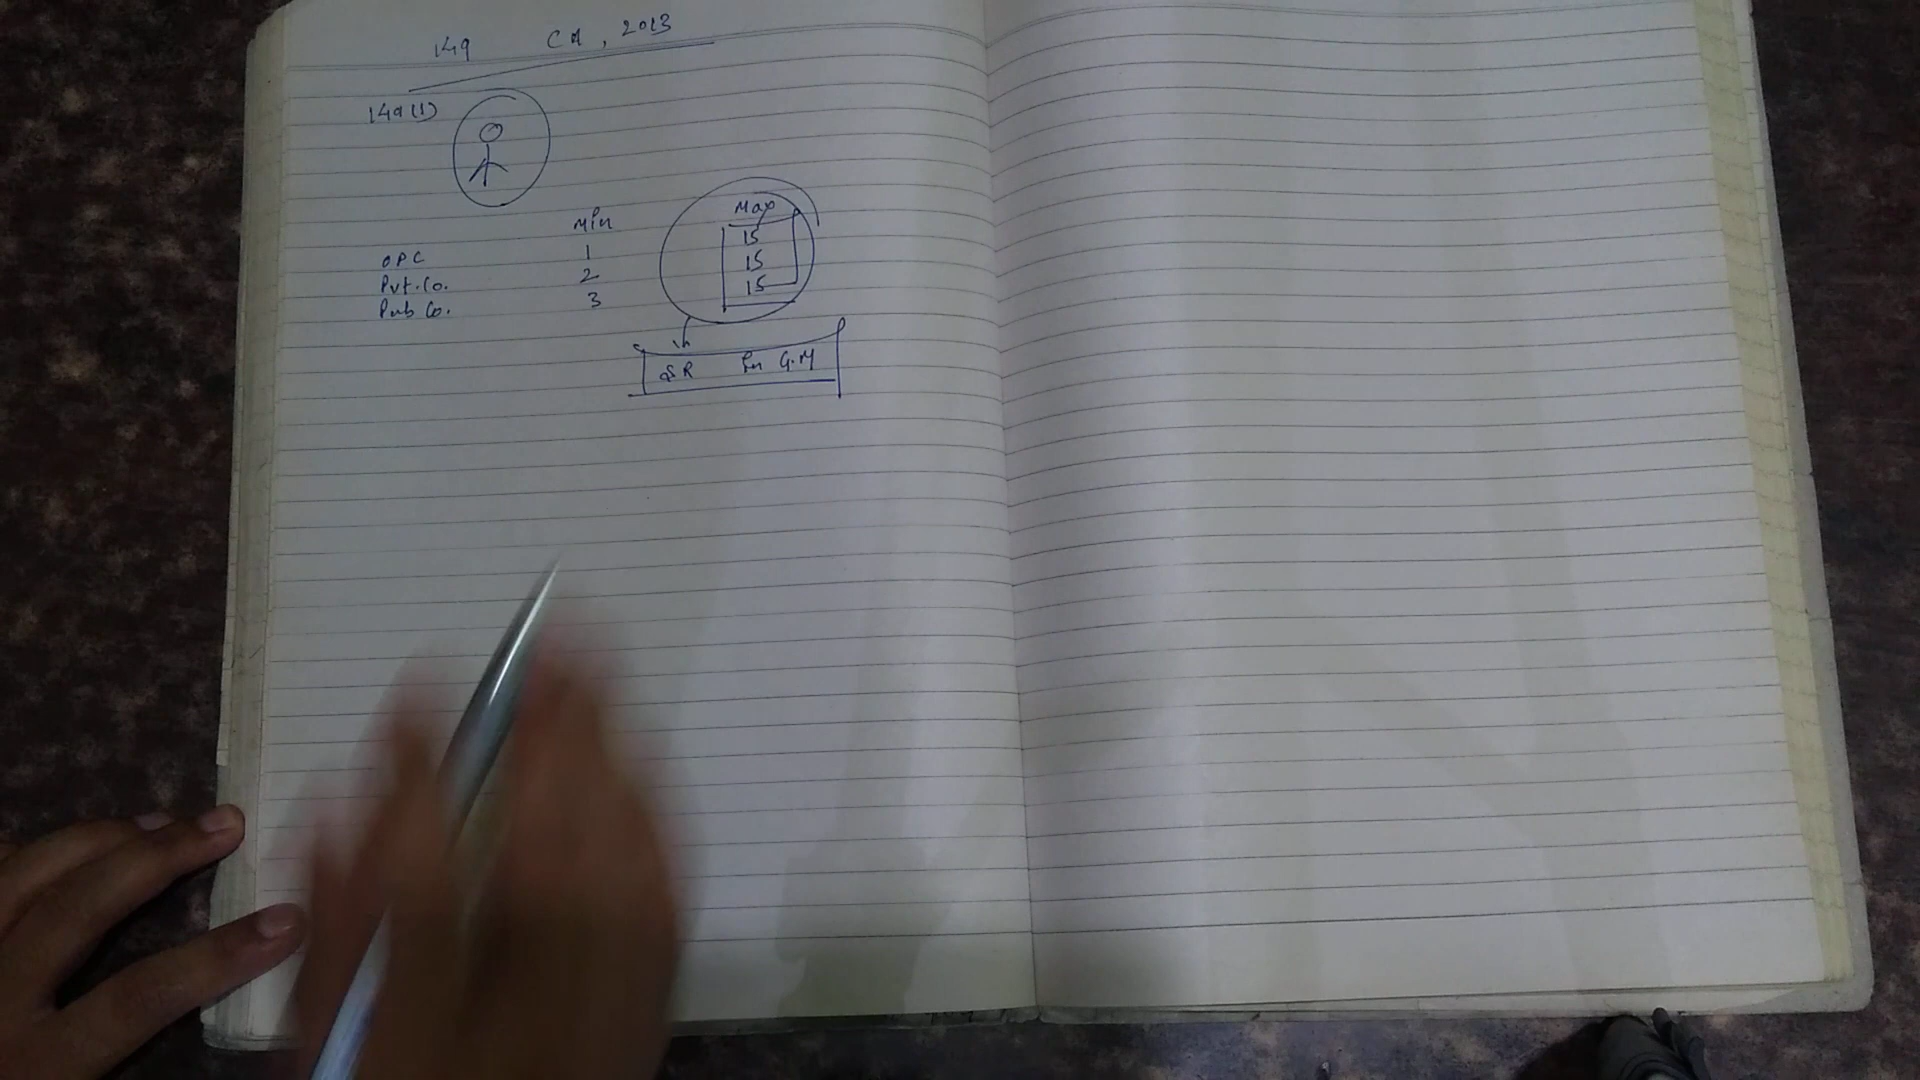 149 CA, 2013
149(1)
Min Max
OPC 1 15
Pvt. Co. 2 15
Pub Co. 3 15
SR in G.M